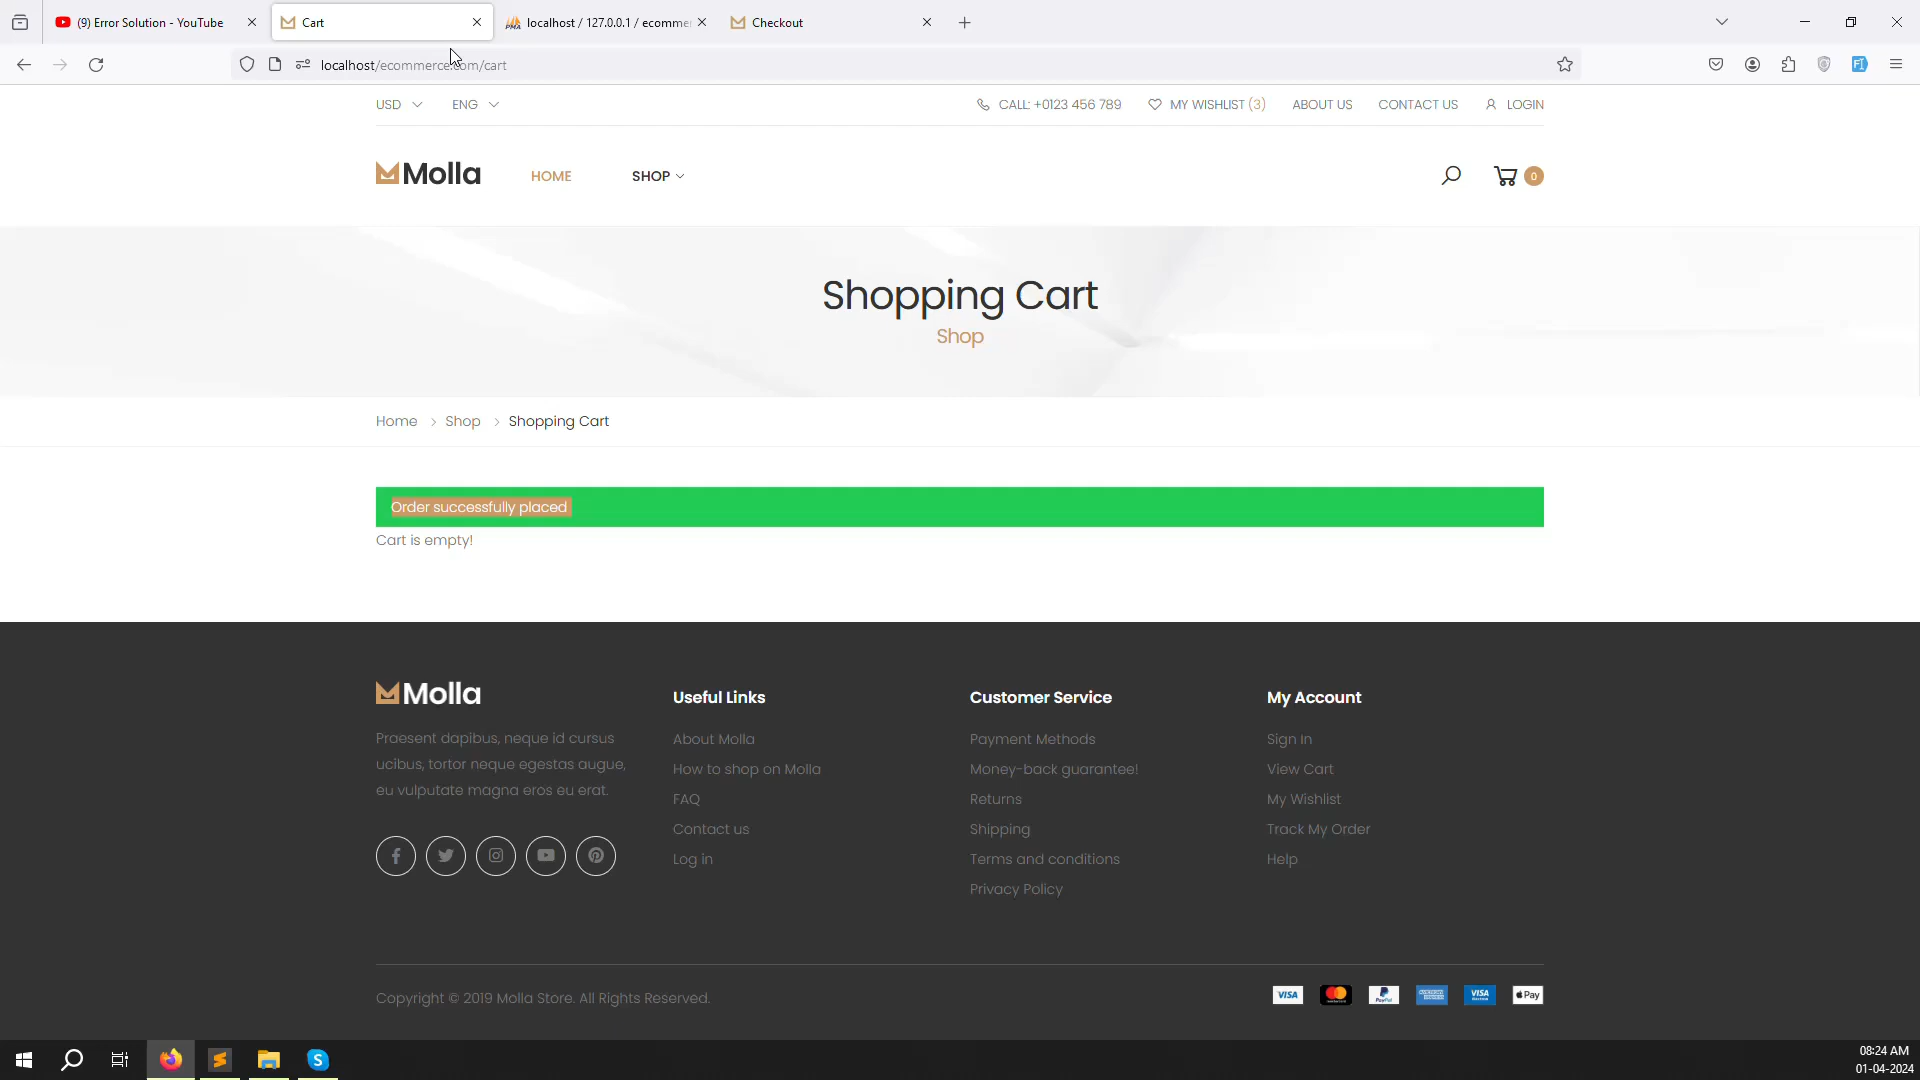 (9) Error Solution - YouTube
Cart
localhost / 127.0.0.1 / ecomme
Checkout
localhost/ecommerce.com/cart
USD
ENG
CALL: +0123 456 789
MY WISHLIST (3)
ABOUT US
CONTACT US
LOGIN
Molla
HOME
SHOP
0
Shopping Cart
Shop
Home > Shop > Shopping Cart
Order successfully placed
Cart is empty!
Molla
Praesent dapibus, neque id cursus
ucibus, tortor neque egestas augue,
eu vulputate magna eros eu erat.
Useful Links
About Molla
How to shop on Molla
FAQ
Contact us
Log in
Customer Service
Payment Methods
Money-back guarantee!
Returns
Shipping
Terms and conditions
Privacy Policy
My Account
Sign In
View Cart
My Wishlist
Track My Order
Help
Copyright © 2019 Molla Store. All Rights Reserved.
VISA
PayPal
VISA
Pay
08:24 AM
01-04-2024